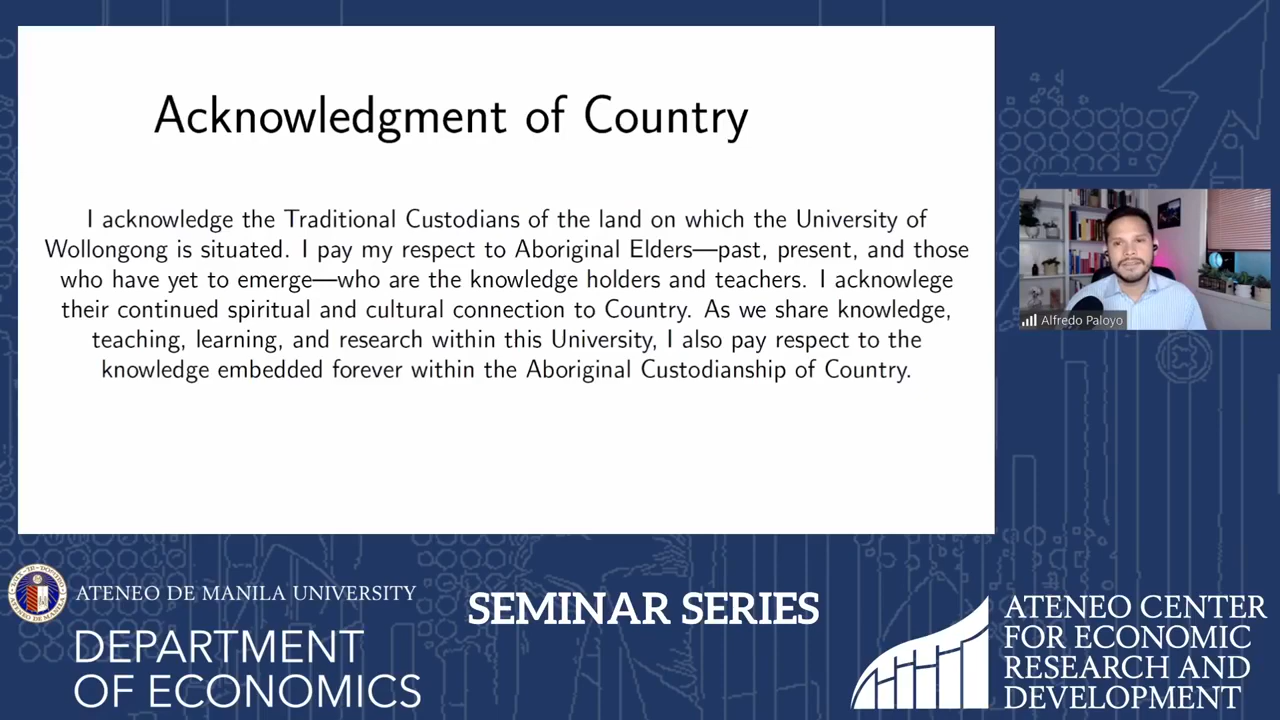 Acknowledgment of Country
I acknowledge the Traditional Custodians of the land on which the University of
Wollongong is situated. I pay my respect to Aboriginal Elders—past, present, and those
who have yet to emerge—who are the knowledge holders and teachers. I acknowlege
their continued spiritual and cultural connection to Country. As we share knowledge,
teaching, learning, and research within this University, I also pay respect to the
knowledge embedded forever within the Aboriginal Custodianship of Country.
Alfredo Paloyo
ATENEO DE MANILA UNIVERSITY
DEPARTMENT
OF ECONOMICS
SEMINAR SERIES
ATENEO CENTER
FOR ECONOMIC
RESEARCH AND
DEVELOPMENT